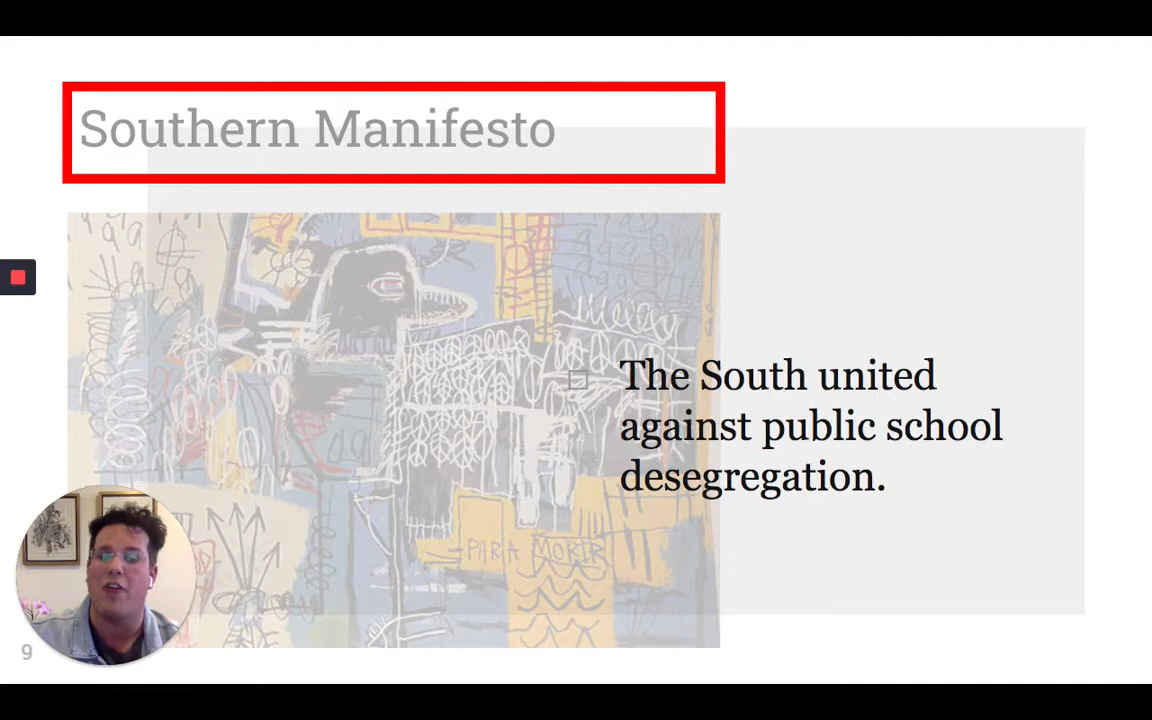 Southern Manifesto
The South united
against public school
desegregation.
PARA MORIR
9